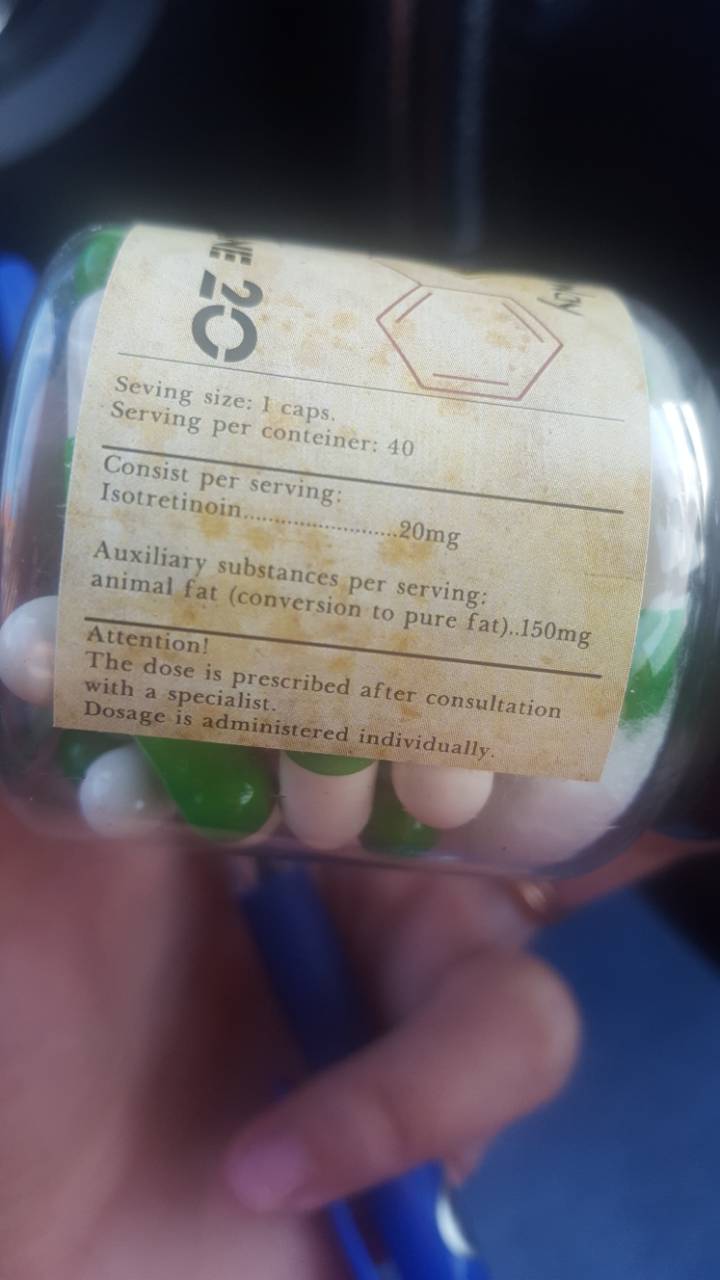 20
Seving size: 1 caps.
Serving per conteiner: 40
Consist per serving:
Isotretinoin........................20mg
Auxiliary substances per serving:
animal fat (conversion to pure fat)..150mg
Attention!
The dose is prescribed after consultation
with a specialist.
Dosage is administered individually.